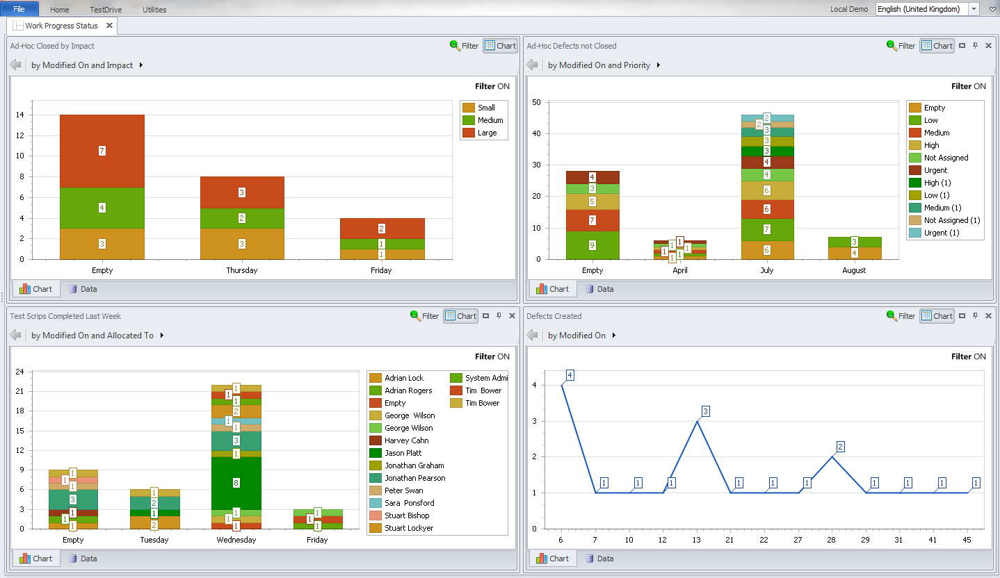 File Home TestDrive Utilities Local Demo English (United Kingdom)
Work Progress Status
Ad-Hoc Closed by Impact Filter Chart
by Modified On and Impact
Filter ON
14
12
10
8
6
4
2
0
7
4
3
3
2
3
2
1
1
Empty Thursday Friday
Small
Medium
Large
Chart Data
Ad-Hoc Defects not Closed Filter Chart
by Modified On and Priority
Filter ON
50
40
30
20
10
0
4
3
5
7
9
1
1
1
1
1
1
2
2
3
3
3
4
4
6
6
7
6
3
4
Empty April July August
Empty
Low
Medium
High
Not Assigned
Urgent
High (1)
Low (1)
Medium (1)
Not Assigned (1)
Urgent (1)
Chart Data
Test Scrips Completed Last Week Filter Chart
by Modified On and Allocated To
Filter ON
24
21
18
15
12
9
6
3
0
1
1
1
3
1
1
1
1
2
1
2
1
1
1
2
1
1
3
1
8
1
1
1
1
1
1
Empty Tuesday Wednesday Friday
Adrian Lock
Adrian Rogers
Empty
George  Wilson
George Wilson
Harvey Cahn
Jason Platt
Jonathan Graham
Jonathan Pearson
Peter Swan
Sara  Ponsford
Stuart Bishop
Stuart Lockyer
System Admi
Tim  Bower
Tim Bower
Chart Data
Defects Created Filter Chart
by Modified On
Filter ON
4
3
2
1
0
4
1
1
1
3
1
1
1
2
1
1
1
1
6 7 10 12 13 21 22 27 28 29 31 41 45
Chart Data